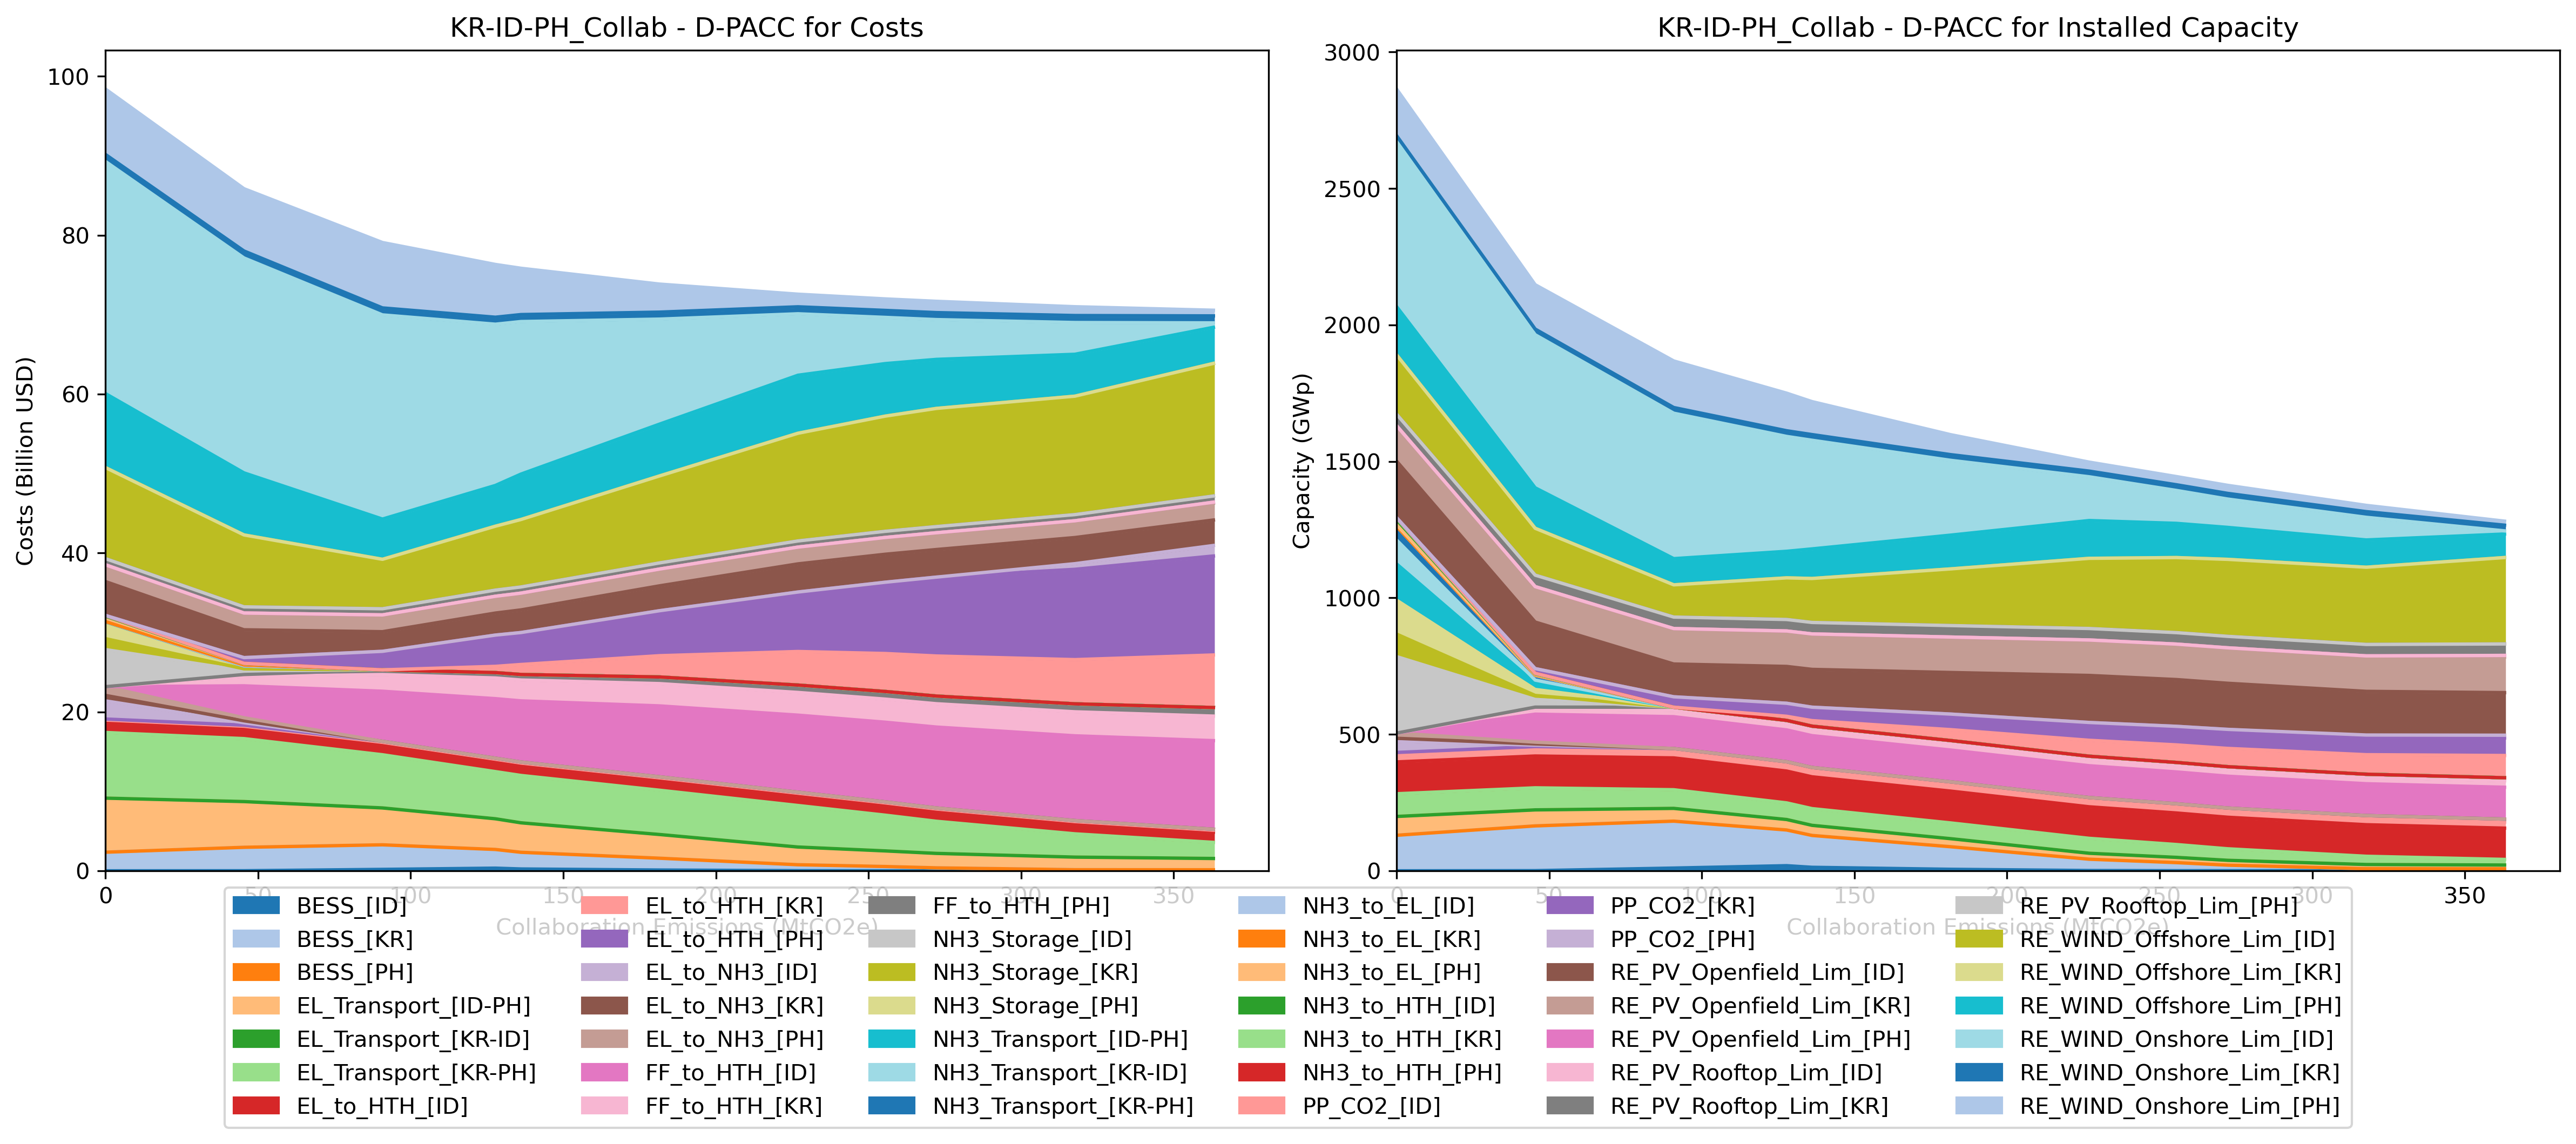 KR-ID-PH_Collab - D-PACC for Costs
100
80
60
40
20
0
Costs (Billion USD)
0 50 100 150 200 250 300 350
Collaboration Emissions (MtCO2e)
KR-ID-PH_Collab - D-PACC for Installed Capacity
3000
2500
2000
1500
1000
500
0
Capacity (GWp)
0 50 100 150 200 250 300 350
Collaboration Emissions (MtCO2e)
BESS_[ID]
BESS_[KR]
BESS_[PH]
EL_Transport_[ID-PH]
EL_Transport_[KR-ID]
EL_Transport_[KR-PH]
EL_to_HTH_[ID]
EL_to_HTH_[KR]
EL_to_HTH_[PH]
EL_to_NH3_[ID]
EL_to_NH3_[KR]
EL_to_NH3_[PH]
FF_to_HTH_[ID]
FF_to_HTH_[KR]
FF_to_HTH_[PH]
NH3_Storage_[ID]
NH3_Storage_[KR]
NH3_Storage_[PH]
NH3_Transport_[ID-PH]
NH3_Transport_[KR-ID]
NH3_Transport_[KR-PH]
NH3_to_EL_[ID]
NH3_to_EL_[KR]
NH3_to_EL_[PH]
NH3_to_HTH_[ID]
NH3_to_HTH_[KR]
NH3_to_HTH_[PH]
PP_CO2_[ID]
PP_CO2_[KR]
PP_CO2_[PH]
RE_PV_Openfield_Lim_[ID]
RE_PV_Openfield_Lim_[KR]
RE_PV_Openfield_Lim_[PH]
RE_PV_Rooftop_Lim_[ID]
RE_PV_Rooftop_Lim_[KR]
RE_PV_Rooftop_Lim_[PH]
RE_WIND_Offshore_Lim_[ID]
RE_WIND_Offshore_Lim_[KR]
RE_WIND_Offshore_Lim_[PH]
RE_WIND_Onshore_Lim_[ID]
RE_WIND_Onshore_Lim_[KR]
RE_WIND_Onshore_Lim_[PH]